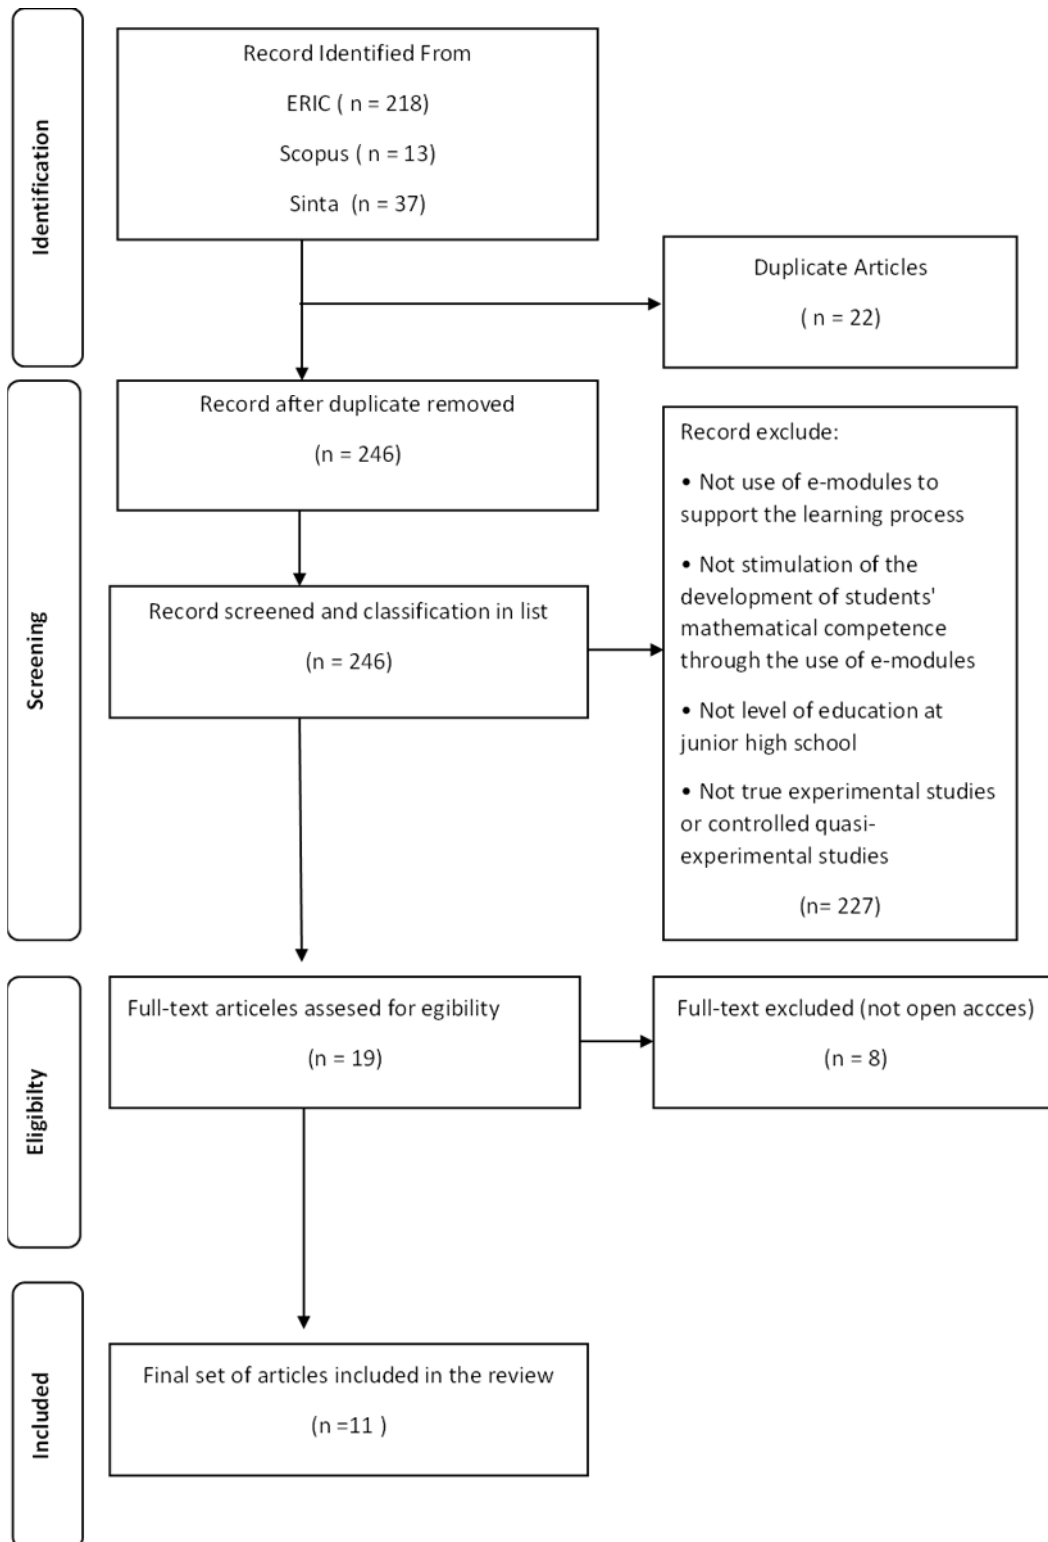 Identification
Record Identified From
ERIC ( n = 218)
Scopus ( n = 13)
Sinta (n = 37)
Duplicate Articles
( n = 22)
Screening
Record after duplicate removed
(n = 246)
Record screened and classification in list
(n = 246)
Record exclude:
• Not use of e-modules to
support the learning process
• Not stimulation of the
development of students'
mathematical competence
through the use of e-modules
• Not level of education at
junior high school
• Not true experimental studies
or controlled quasi-
experimental studies
(n= 227)
Eligibilty
Full-text articeles assesed for egibility
(n = 19)
Full-text excluded (not open accces)
(n = 8)
Included
Final set of articles included in the review
(n =11 )